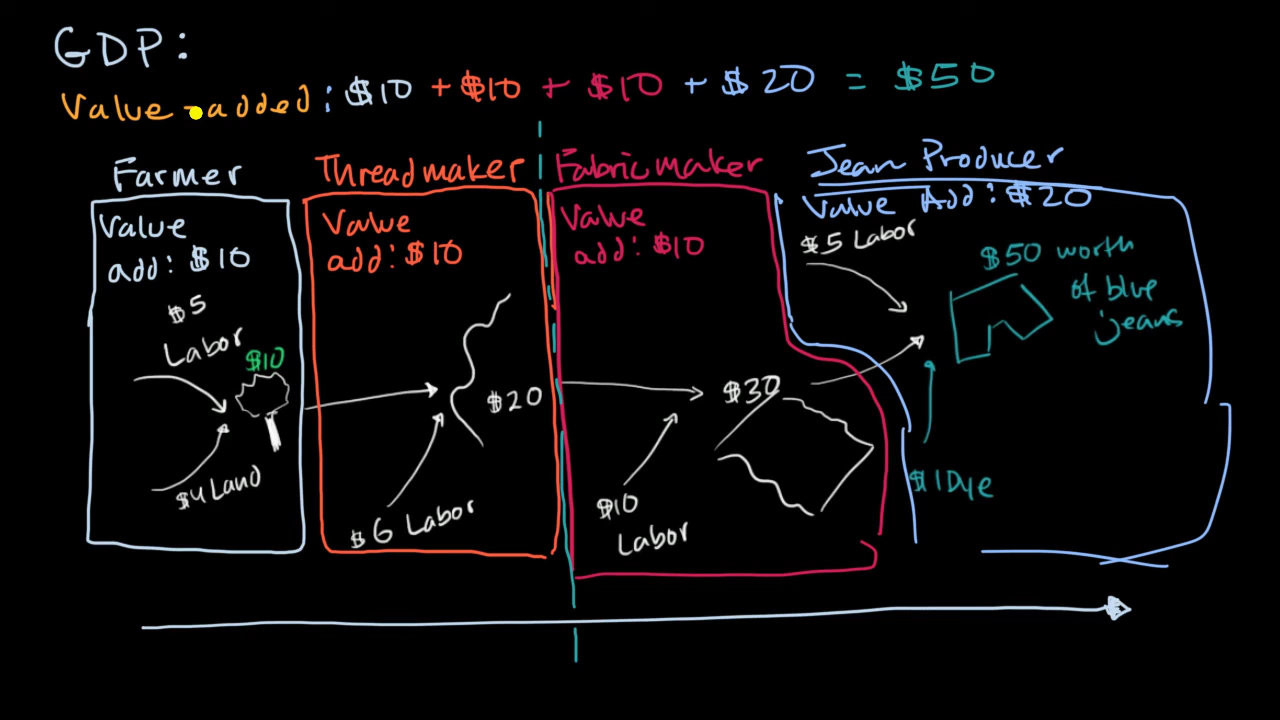 GDP:
Value-added: $10 + $10 + $10 + $20 = $50
Farmer
Value
add: $10
$5
Labor
$10
$4 Land
Threadmaker
Value
add: $10
$20
$6 Labor
Fabric maker
Value
add: $10
$30
$10
Labor
Jean Producer
Value Add: $20
$5 Labor
$50 worth
of blue
jeans
$1 Dye